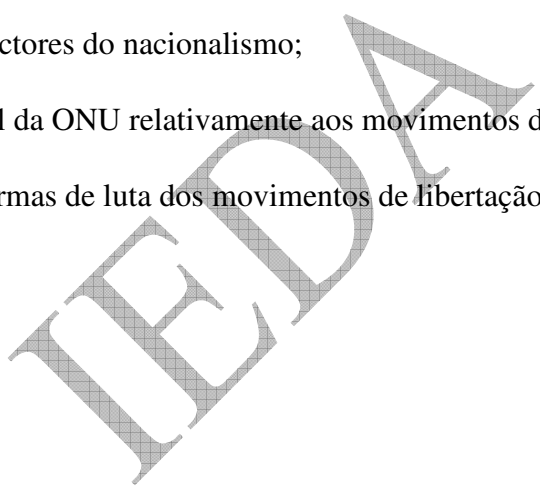 ctores do nacionalismo;
l da ONU relativamente aos movimentos d
rmas de luta dos movimentos de libertação
IEDA